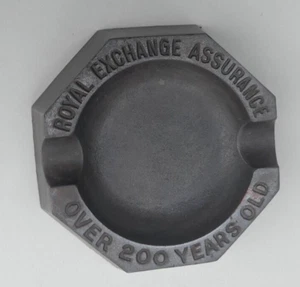 ROYAL EXCHANGE ASSURANCE
OVER 200 YEARS OLD